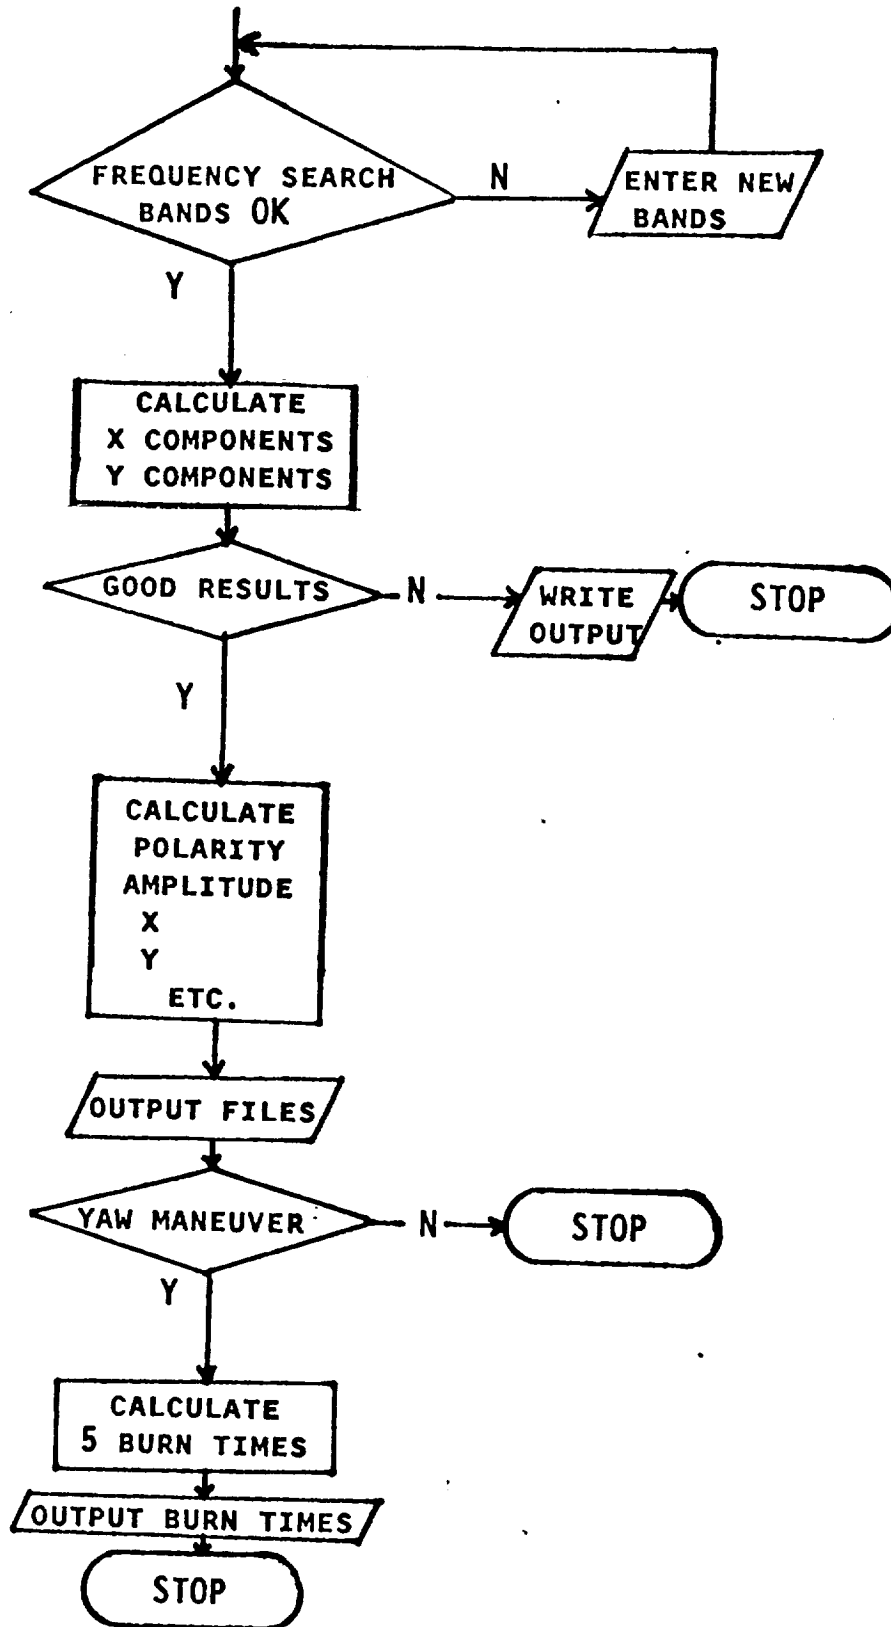 FREQUENCY SEARCH
BANDS OK
N
ENTER NEW
BANDS
Y
CALCULATE
X COMPONENTS
Y COMPONENTS
GOOD RESULTS
N
WRITE
OUTPUT
STOP
Y
CALCULATE
POLARITY
AMPLITUDE
X
Y
ETC.
OUTPUT FILES
YAW MANEUVER
N
STOP
Y
CALCULATE
5 BURN TIMES
OUTPUT BURN TIMES
STOP